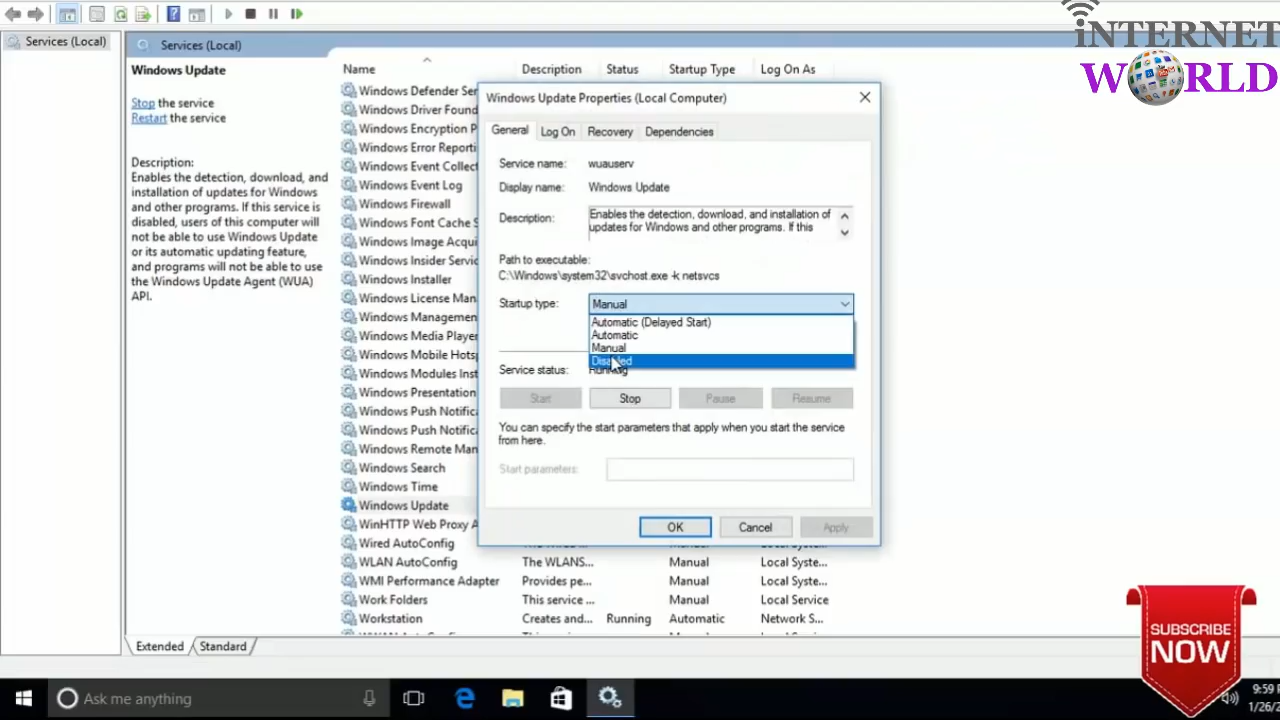 iNTERNET
WORLD
Services (Local)
Services (Local)
Windows Update
Stop the service
Restart the service
Description:
Enables the detection, download, and
installation of updates for Windows
and other programs. If this service is
disabled, users of this computer will
not be able to use Windows Update
or its automatic updating feature,
and programs will not be able to use
the Windows Update Agent (WUA)
API.
Name Description Status Startup Type Log On As
Windows Defender Ser
Windows Driver Found
Windows Encryption P
Windows Error Reporti
Windows Event Collect
Windows Event Log
Windows Firewall
Windows Font Cache S
Windows Image Acqui
Windows Insider Servic
Windows Installer
Windows License Man
Windows Management
Windows Media Player
Windows Mobile Hots
Windows Modules Inst
Windows Presentation
Windows Push Notific
Windows Push Notific
Windows Remote Man
Windows Search
Windows Time
Windows Update
WinHTTP Web Proxy A
Wired AutoConfig
WLAN AutoConfig The WLANS... Manual Local Syste...
WMI Performance Adapter Provides pe... Manual Local Syste...
Work Folders This service ... Manual Local Service
Workstation Creates and... Running Automatic Network S...
Windows Update Properties (Local Computer)
General Log On Recovery Dependencies
Service name: wuauserv
Display name: Windows Update
Description: Enables the detection, download, and installation of
updates for Windows and other programs. If this
Path to executable:
C:\Windows\system32\svchost.exe -k netsvcs
Startup type: Manual
Automatic (Delayed Start)
Automatic
Manual
Disabled
Service status: Running
Start Stop Pause Resume
You can specify the start parameters that apply when you start the service
from here.
Start parameters:
OK Cancel Apply
Extended Standard
SUBSCRIBE
NOW
Ask me anything
9:59
1/26/2